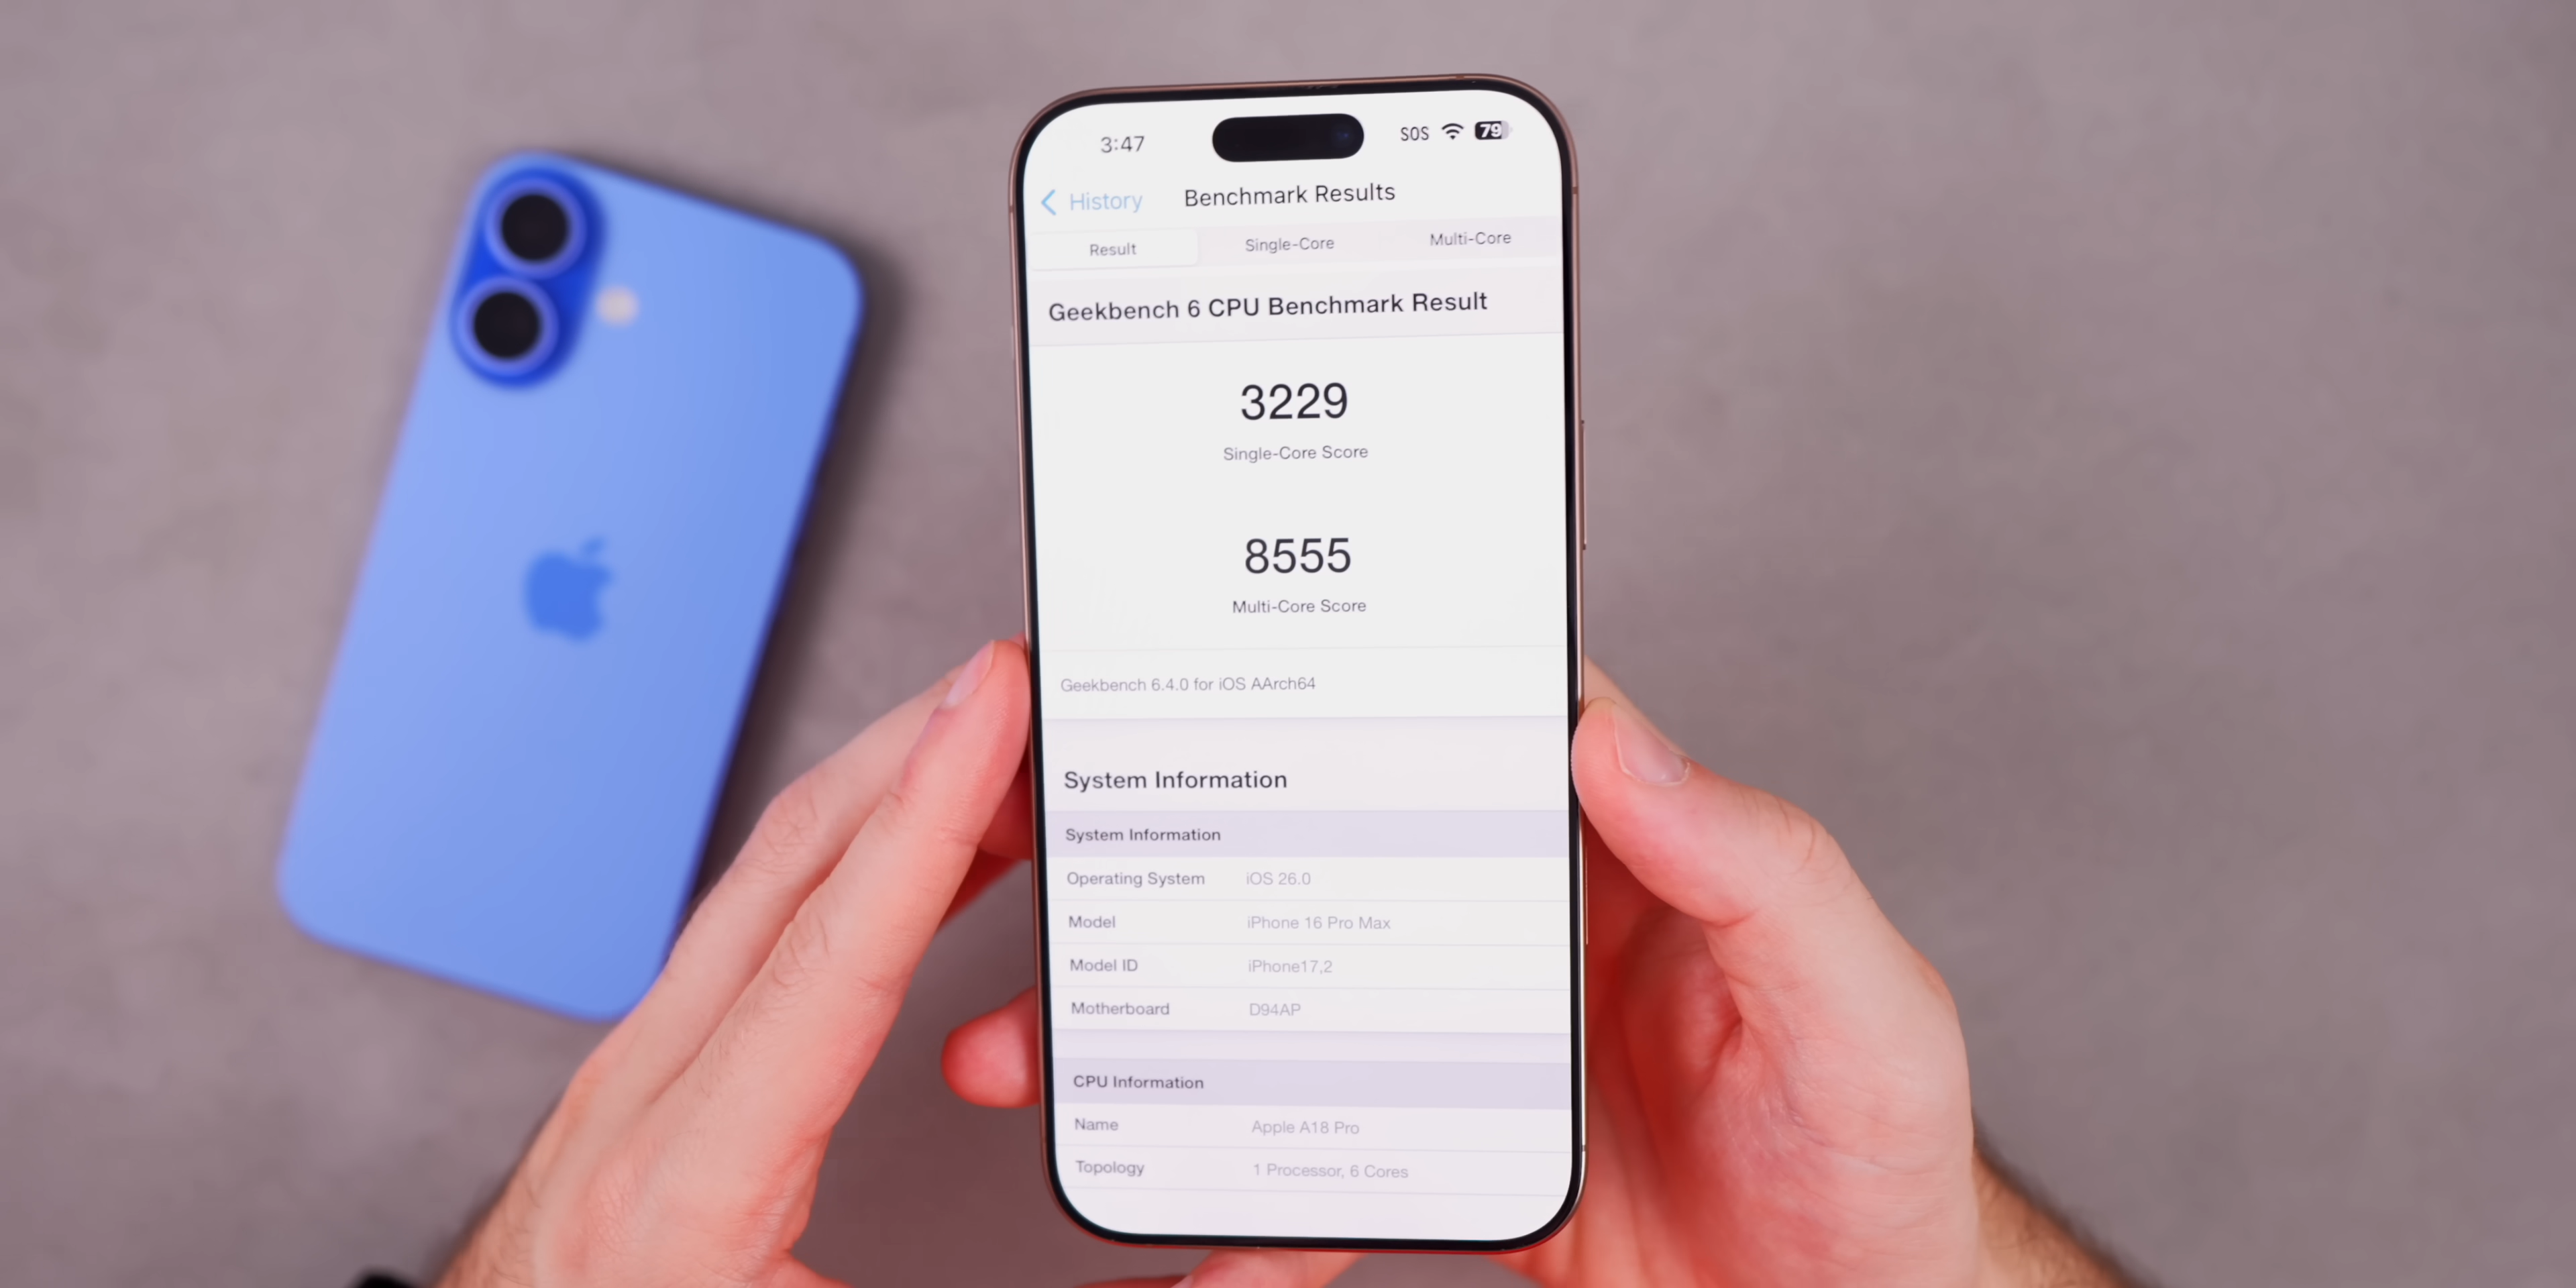 3:47 SOS 79
History Benchmark Results
Result Single-Core Multi-Core
Geekbench 6 CPU Benchmark Result
3229
Single-Core Score
8555
Multi-Core Score
Geekbench 6.4.0 for iOS AArch64
System Information
System Information
Operating System iOS 26.0
Model iPhone 16 Pro Max
Model ID iPhone17,2
Motherboard D94AP
CPU Information
Name Apple A18 Pro
Topology 1 Processor, 6 Cores